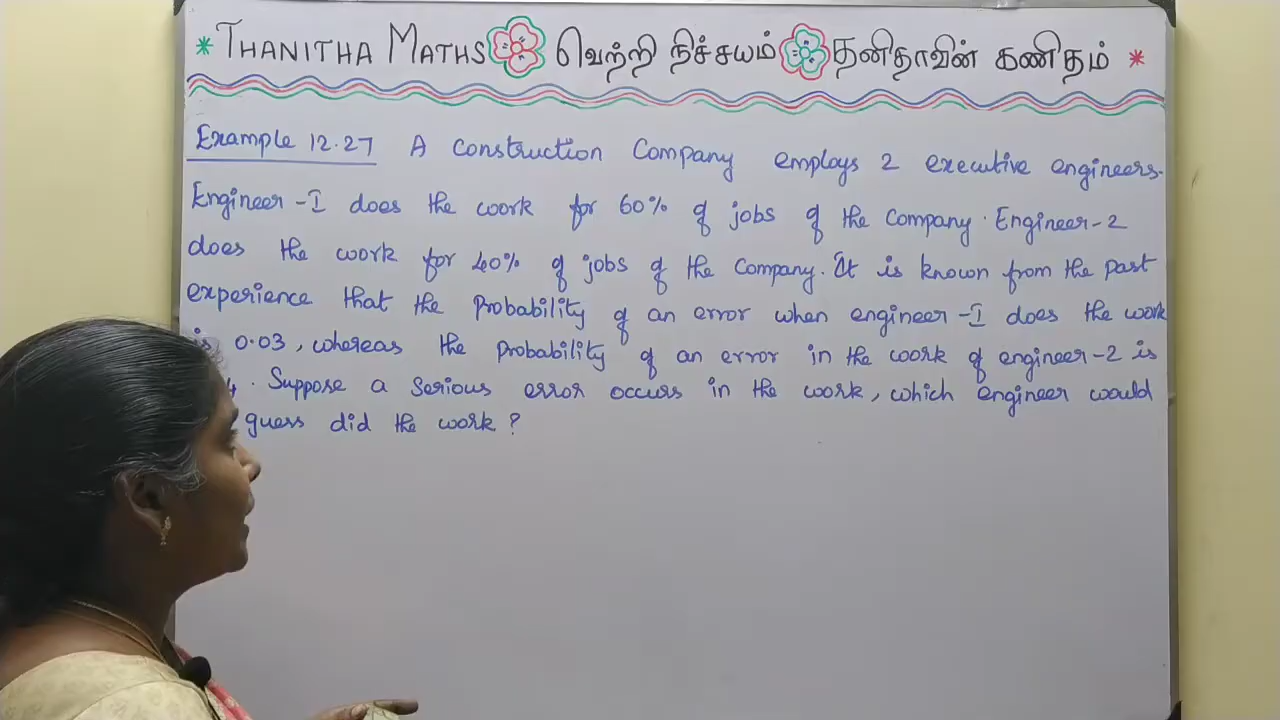 * THANITHA MATHS வெற்றி நிச்சயம் தனிதாவின் கணிதம் *
Example 12.27 A construction Company employs 2 executive engineers.
Engineer -I does the work for 60% of jobs of the Company. Engineer-2
does the work for 40% of jobs of the Company. It is known from the past
experience that the Probability of an error when engineer -I does the work
is 0.03, whereas the probability of an error in the work of engineer-2 is
4. Suppose a serious error occurs in the work, which engineer would
guess did the work?